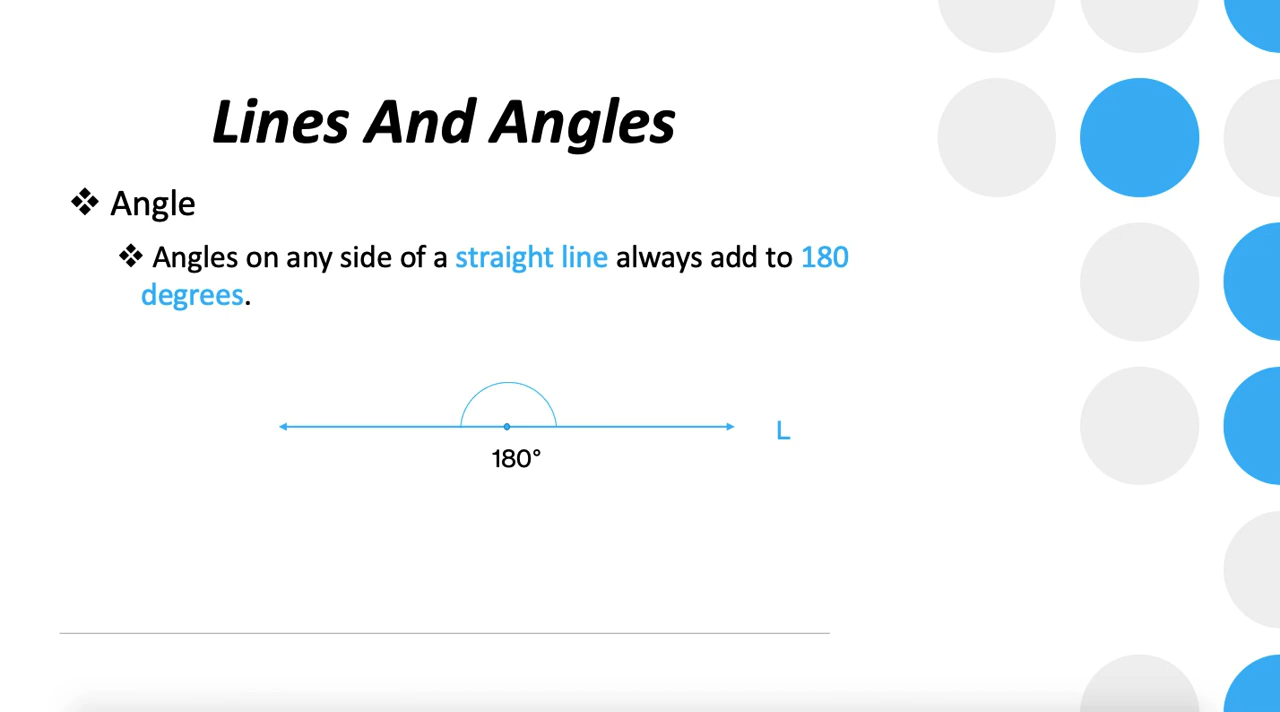 Lines And Angles
❖ Angle
❖ Angles on any side of a straight line always add to 180
degrees.
L
180°